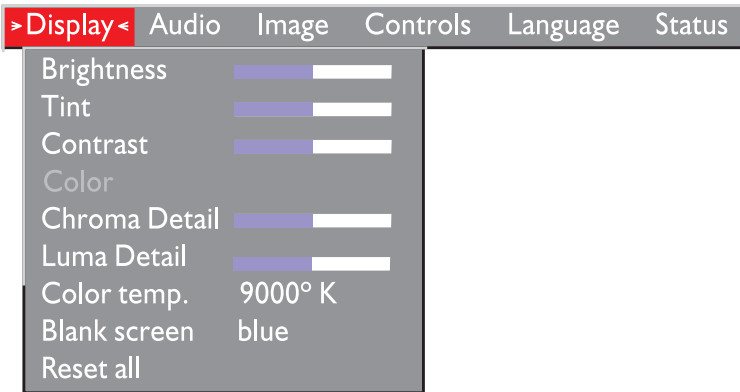 >Display< Audio Image Controls Language Status
Brightness
Tint
Contrast
Color
Chroma Detail
Luma Detail
Color temp. 9000° K
Blank screen blue
Reset all